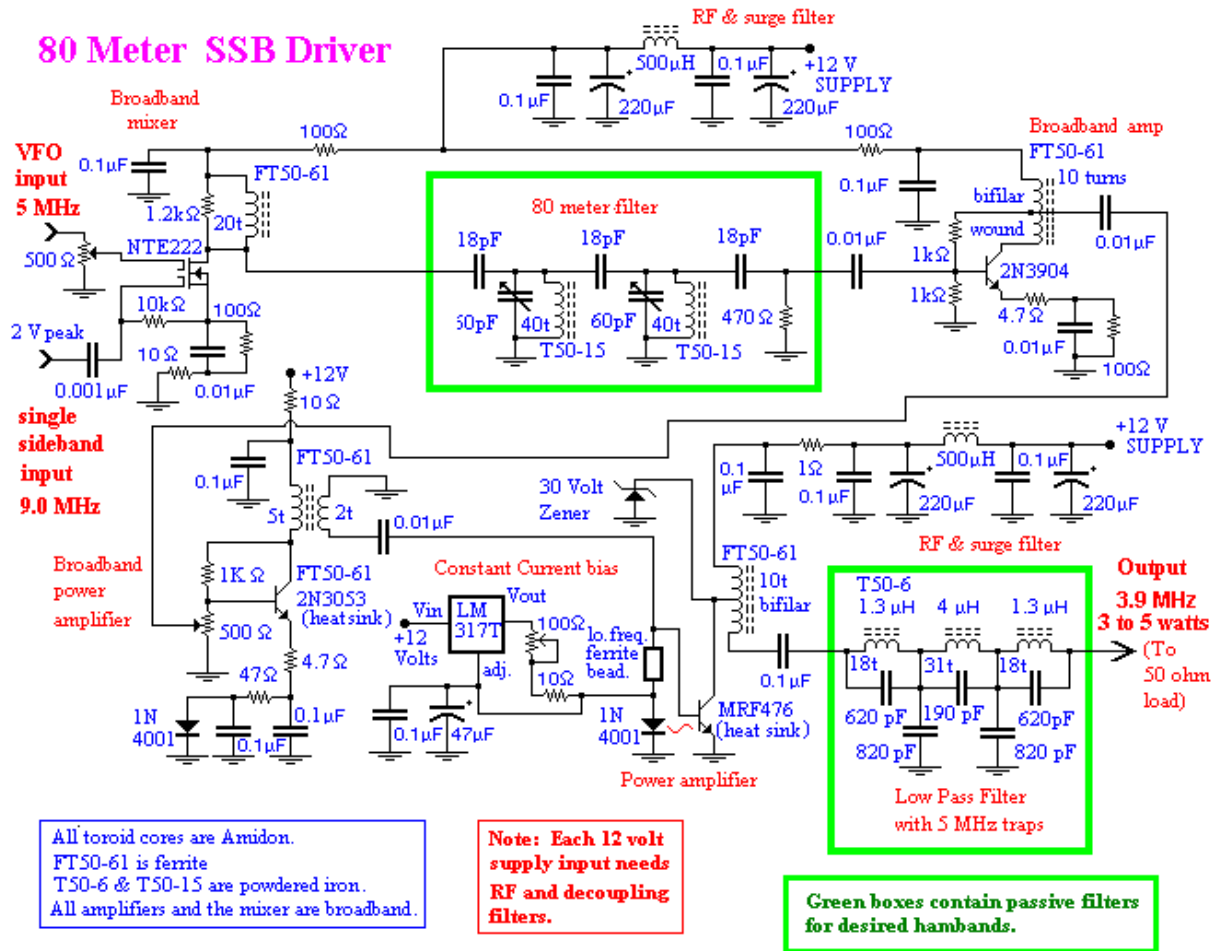 80 Meter SSB Driver
RF & surge filter
500µH
0.1µF
+12 V
SUPPLY
0.1µF
220µF
220µF
Broadband
mixer
100Ω
100Ω
Broadband amp
FT50-61
10 turns
bifilar
wound
0.1µF
VFO
input
5 MHz
FT50-61
1.2kΩ
20t
NTE222
500 Ω
80 meter filter
18pF
18pF
18pF
60pF
40t
T50-15
60pF
40t
T50-15
470 Ω
0.01µF
0.1µF
1kΩ
1kΩ
2N3904
4.7Ω
0.01µF
100Ω
0.01µF
10kΩ
100Ω
2 V peak
10 Ω
0.001µF
0.01µF
single
sideband
input
9.0 MHz
+12V
10 Ω
0.1µF
FT50-61
5t
2t
0.01µF
Broadband
power
amplifier
1K Ω
FT50-61
2N3053
(heat sink)
500 Ω
4.7Ω
47Ω
1N
4001
0.1µF
0.1µF
Constant Current bias
Vin
LM
317T
Vout
+12
Volts
adj.
100Ω
10Ω
0.1µF
47µF
lo. freq.
ferrite
bead.
1N
4001
MRF476
(heat sink)
Power amplifier
30 Volt
Zener
0.1
µF
1Ω
0.1µF
500µH
0.1µF
+12 V
SUPPLY
220µF
220µF
RF & surge filter
FT50-61
10t
bifilar
0.1µF
T50-6
1.3 µH
4 µH
1.3 µH
18t
31t
18t
620 pF
190 pF
620pF
820 pF
820 pF
Low Pass Filter
with 5 MHz traps
Output
3.9 MHz
3 to 5 watts
(To
50 ohm
load)
All toroid cores are Amidon.
FT50-61 is ferrite
T50-6 & T50-15 are powdered iron.
All amplifiers and the mixer are broadband.
Note: Each 12 volt
supply input needs
RF and decoupling
filters.
Green boxes contain passive filters
for desired hambands.